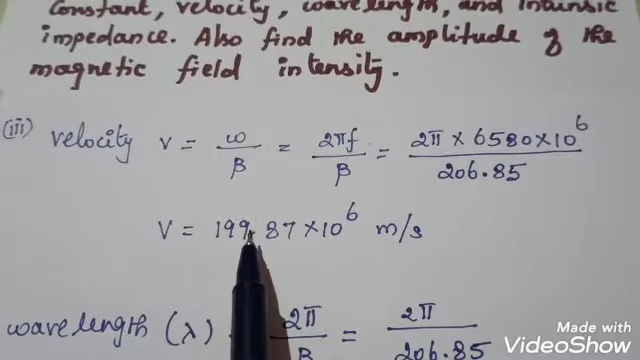 Constant, velocity, wavelength, and intrinsic
impedance. Also find the amplitude of the
magnetic field intensity.
(iii) velocity v = ω/β = 2πf/β = 2π × 6580×10^6 / 206.85
V = 199.87 ×10^6 m/s
wavelength (λ) 2π/β = 2π/206.85
Made with
VideoShow